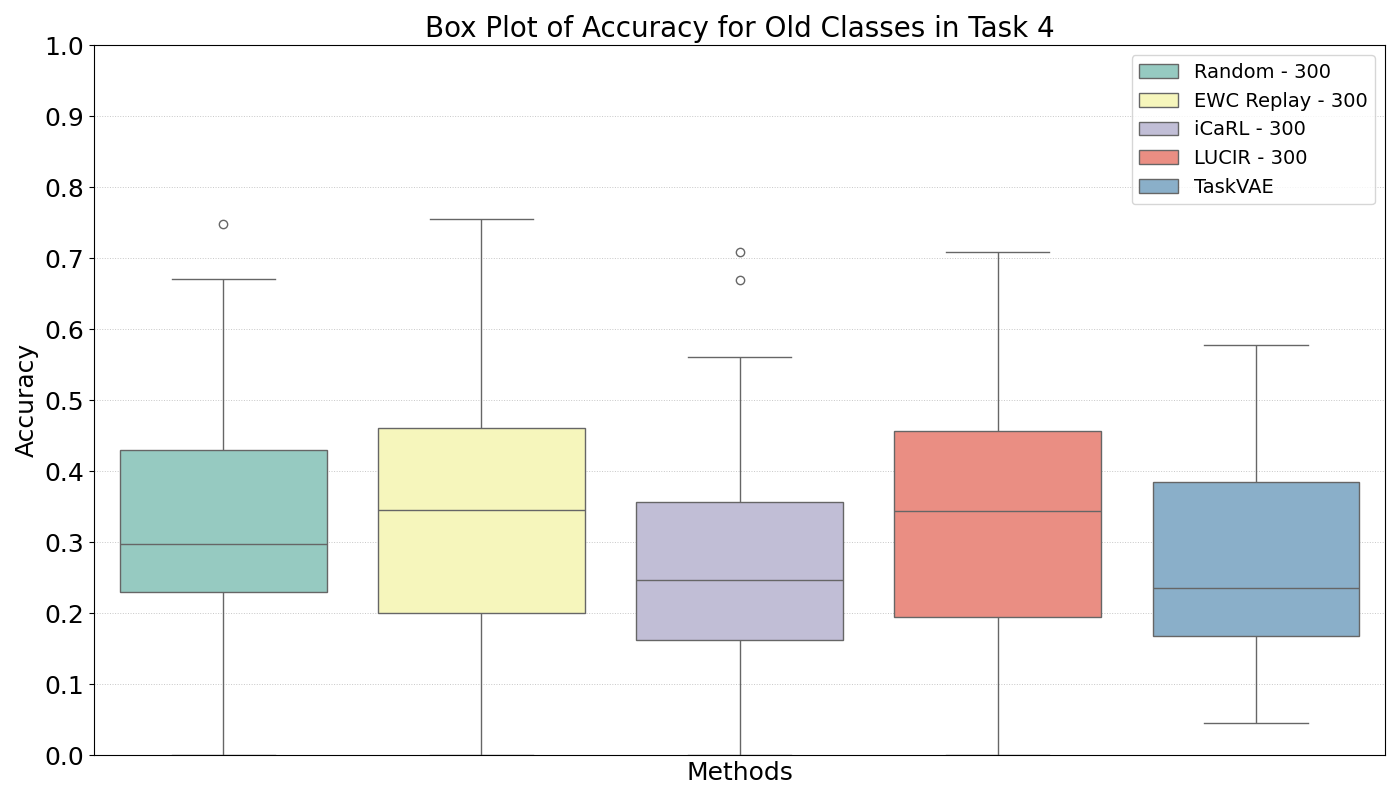 Box Plot of Accuracy for Old Classes in Task 4
1.0
0.9
0.8
0.7
0.6
0.5
0.4
0.3
0.2
0.1
0.0
Accuracy
Methods
Random - 300
EWC Replay - 300
iCaRL - 300
LUCIR - 300
TaskVAE